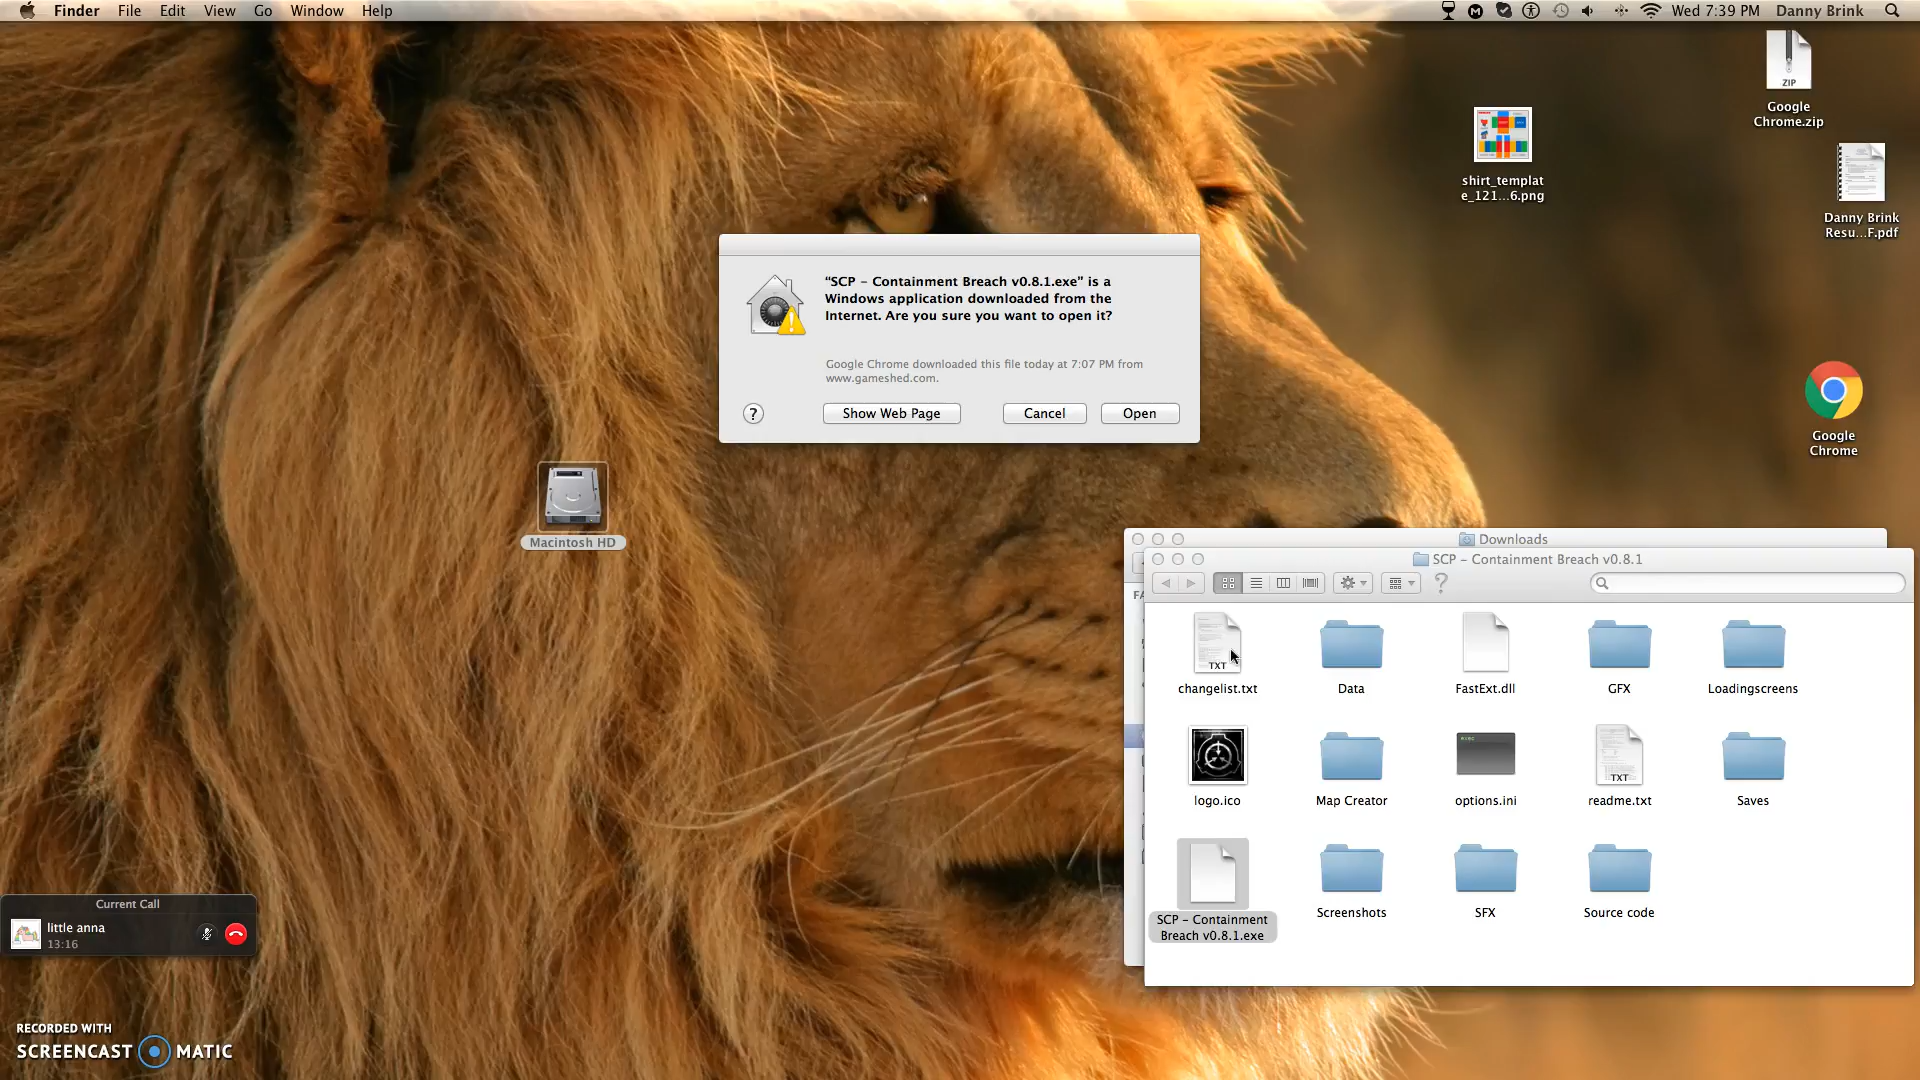 Finder File Edit View Go Window Help
Wed 7:39 PM Danny Brink
ZIP
Google
Chrome.zip
shirt_templat
e_121...6.png
Danny Brink
Resu...F.pdf
“SCP – Containment Breach v0.8.1.exe” is a
Windows application downloaded from the
Internet. Are you sure you want to open it?
Google Chrome downloaded this file today at 7:07 PM from
www.gameshed.com.
? Show Web Page Cancel Open
Google
Chrome
Macintosh HD
Downloads
SCP – Containment Breach v0.8.1
FA
TXT
changelist.txt Data FastExt.dll GFX Loadingscreens
TXT
logo.ico Map Creator options.ini readme.txt Saves
SCP – Containment
Breach v0.8.1.exe
Screenshots SFX Source code
Current Call
little anna
13:16
RECORDED WITH
SCREENCAST MATIC